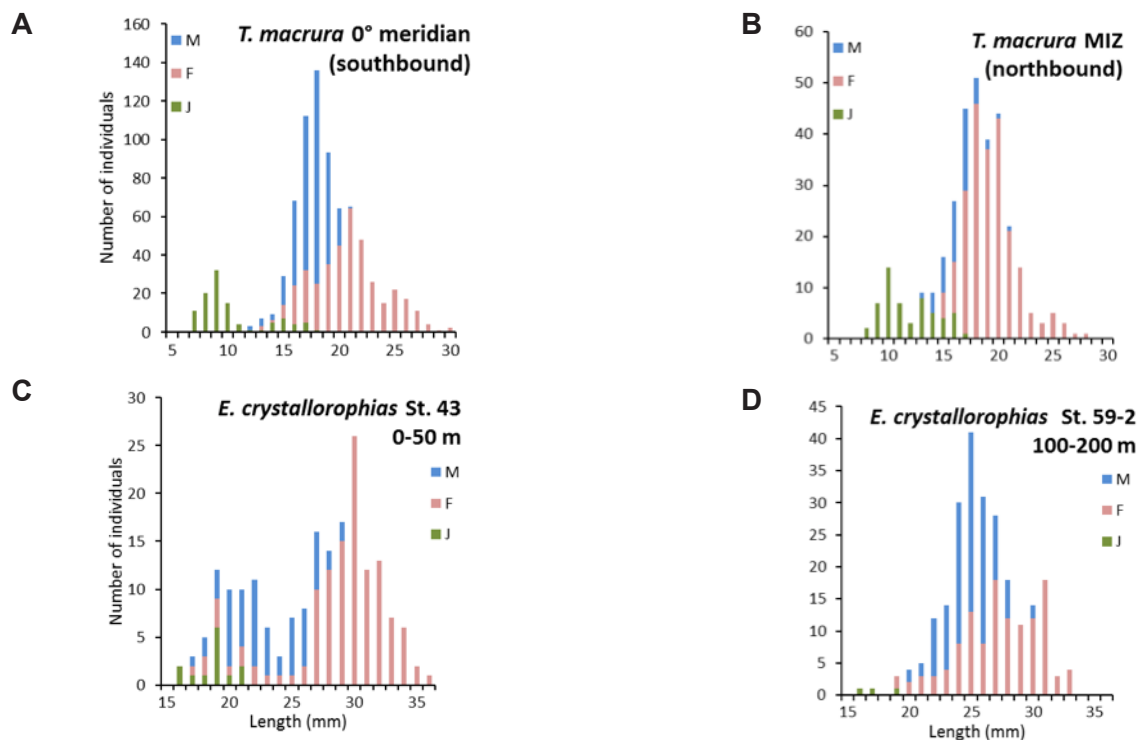 A
T. macrura 0° meridian
(southbound)
M
F
J
Number of individuals
160
140
120
100
80
60
40
20
0
5 10 15 20 25 30
B
T. macrura MIZ
(northbound)
M
F
J
60
50
40
30
20
10
0
5 10 15 20 25 30
C
E. crystallorophias St. 43
0-50 m
M
F
J
Number of individuals
30
25
20
15
10
5
0
15 20 25 30 35
Length (mm)
D
E. crystallorophias St. 59-2
100-200 m
M
F
J
45
40
35
30
25
20
15
10
5
0
15 20 25 30 35
Length (mm)